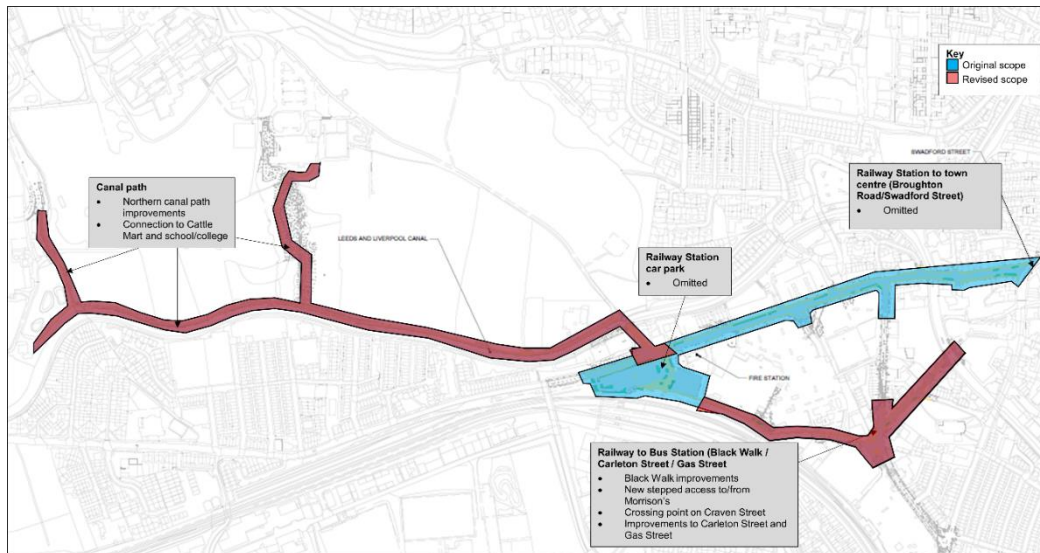 Key
Original scope
Revised scope
SWADFORD STREET
Railway Station to town
centre (Broughton
Road/Swadford Street)
• Omitted
Canal path
• Northern canal path
improvements
• Connection to Cattle
Mart and school/college
LEEDS AND LIVERPOOL CANAL
Railway Station
car park
• Omitted
FIRE STATION
Railway to Bus Station (Black Walk /
Carleton Street / Gas Street
• Black Walk improvements
• New stepped access to/from
Morrison's
• Crossing point on Craven Street
• Improvements to Carleton Street and
Gas Street